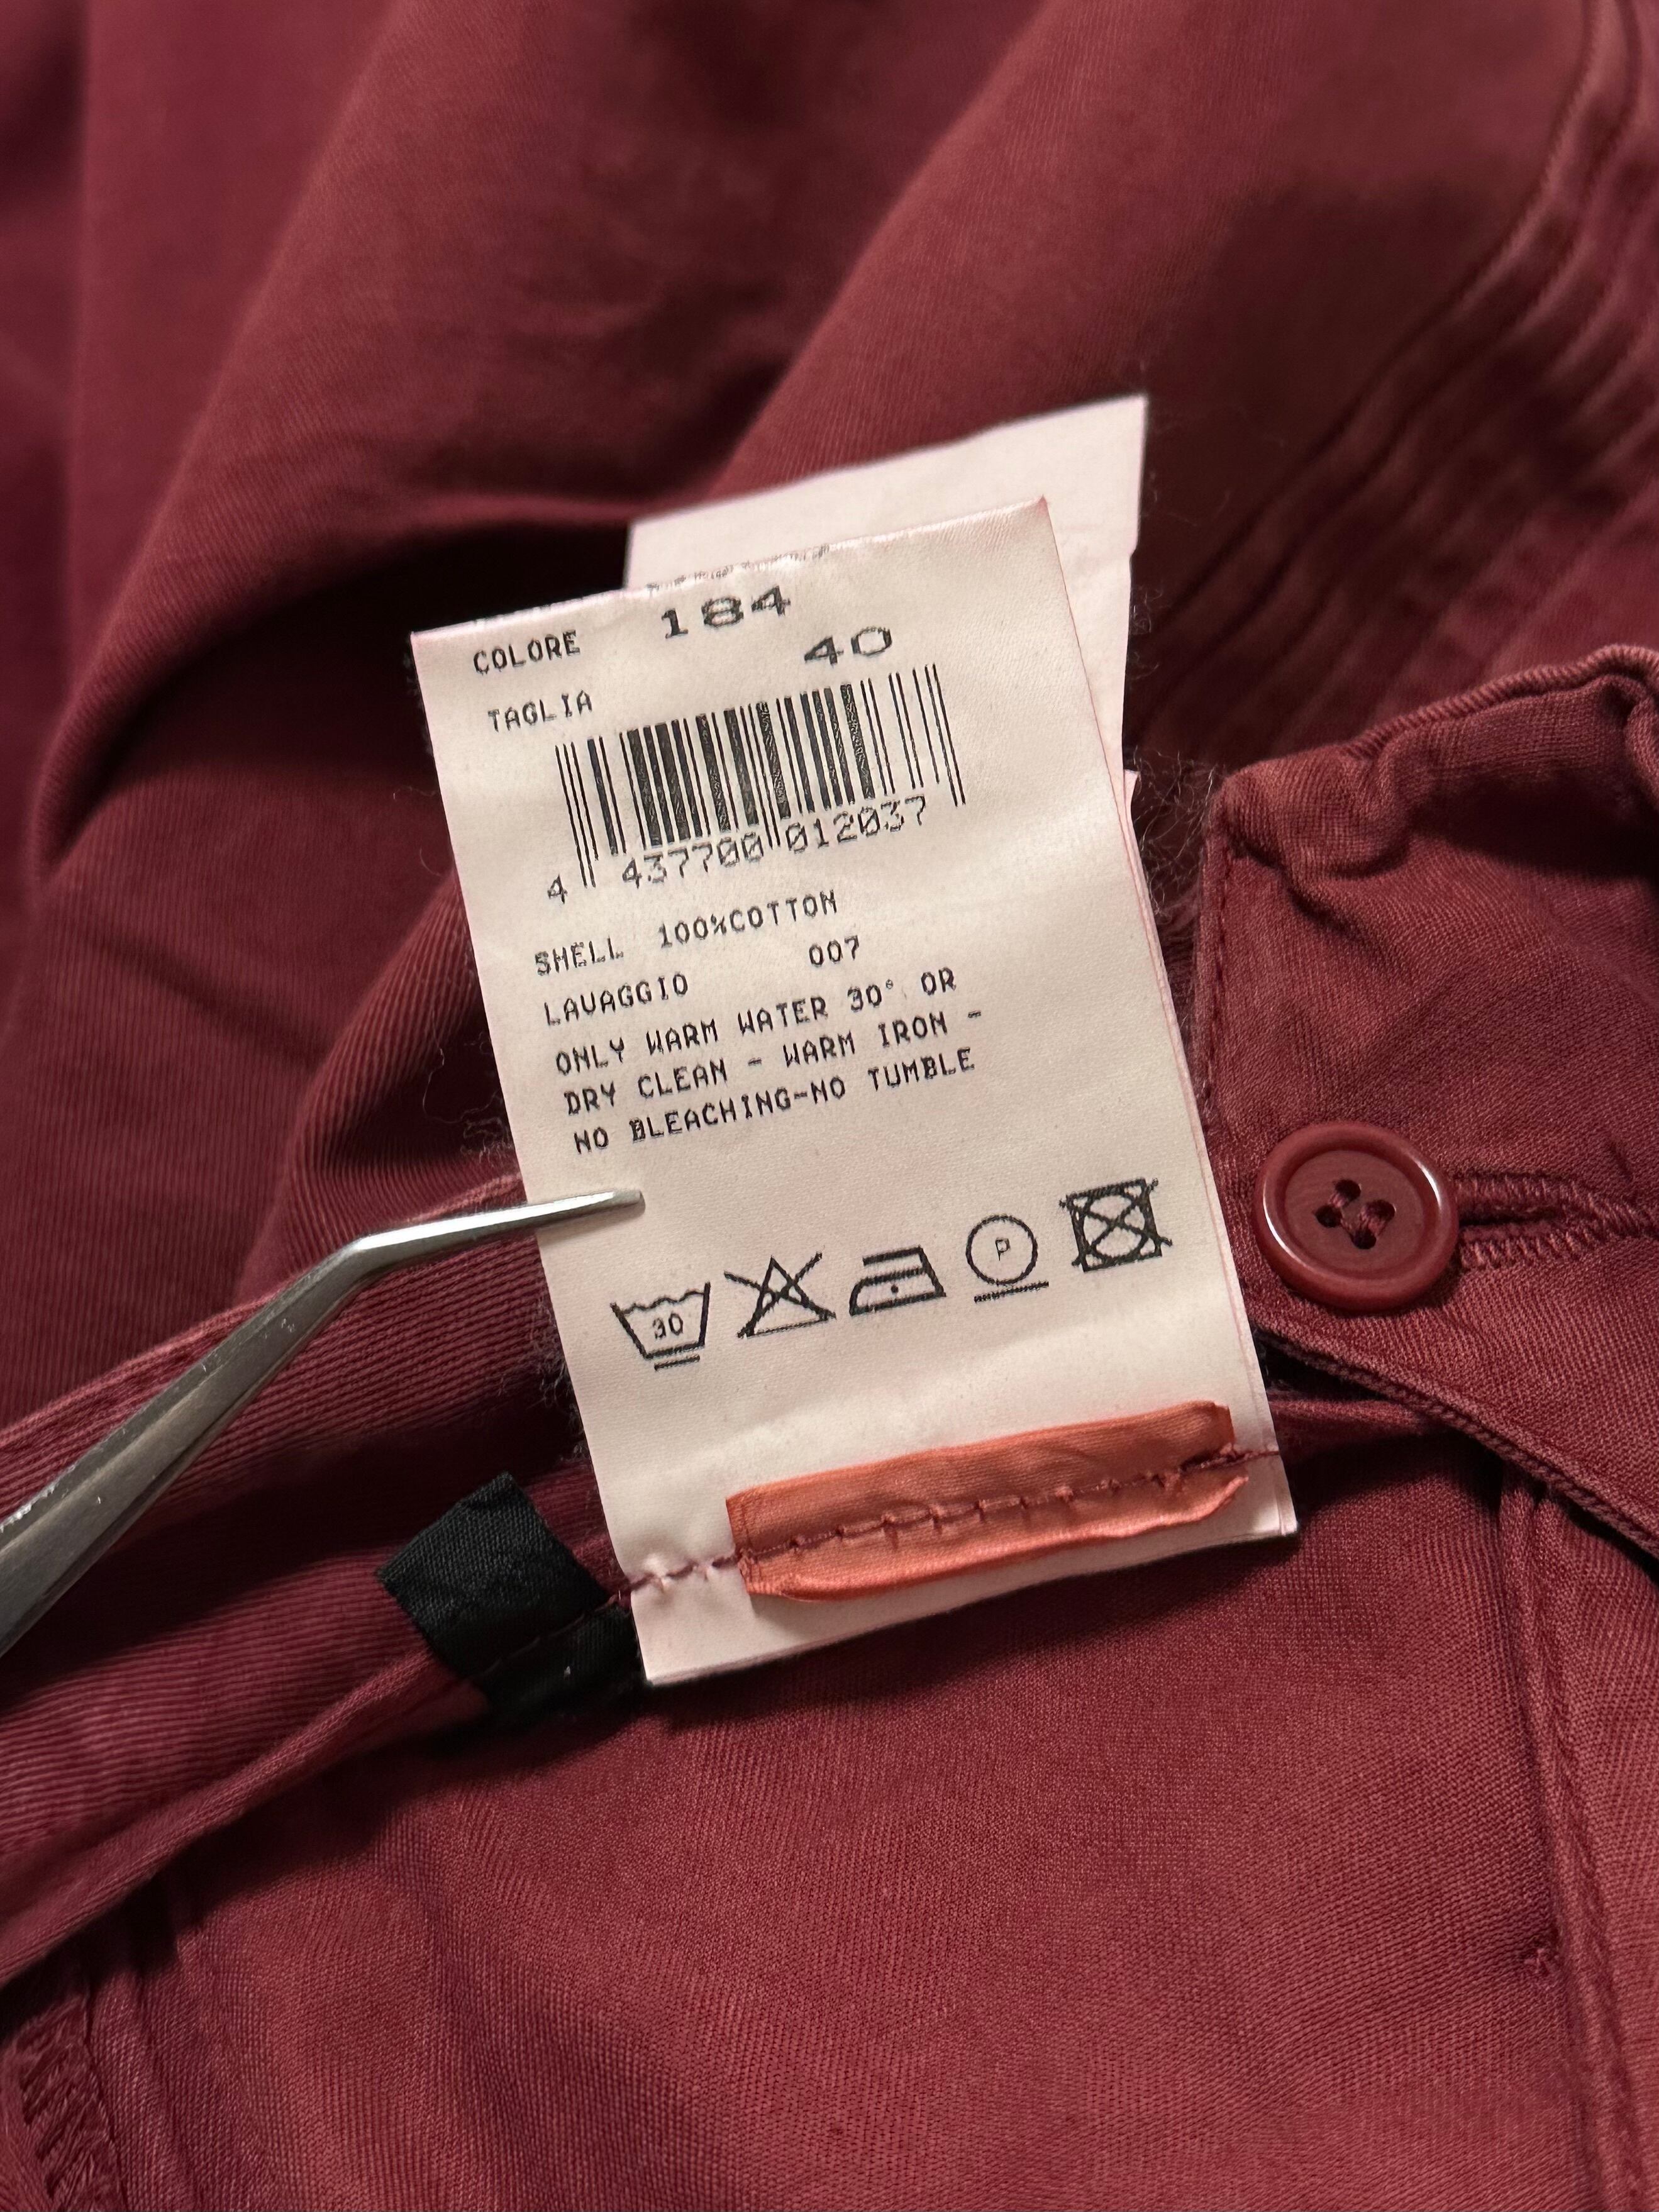 COLORE 184
TAGLIA 40
4 437700 012037
SHELL 100%COTTON
LAVAGGIO 007
ONLY WARM WATER 30° OR
DRY CLEAN - WARM IRON -
NO BLEACHING-NO TUMBLE
30 P